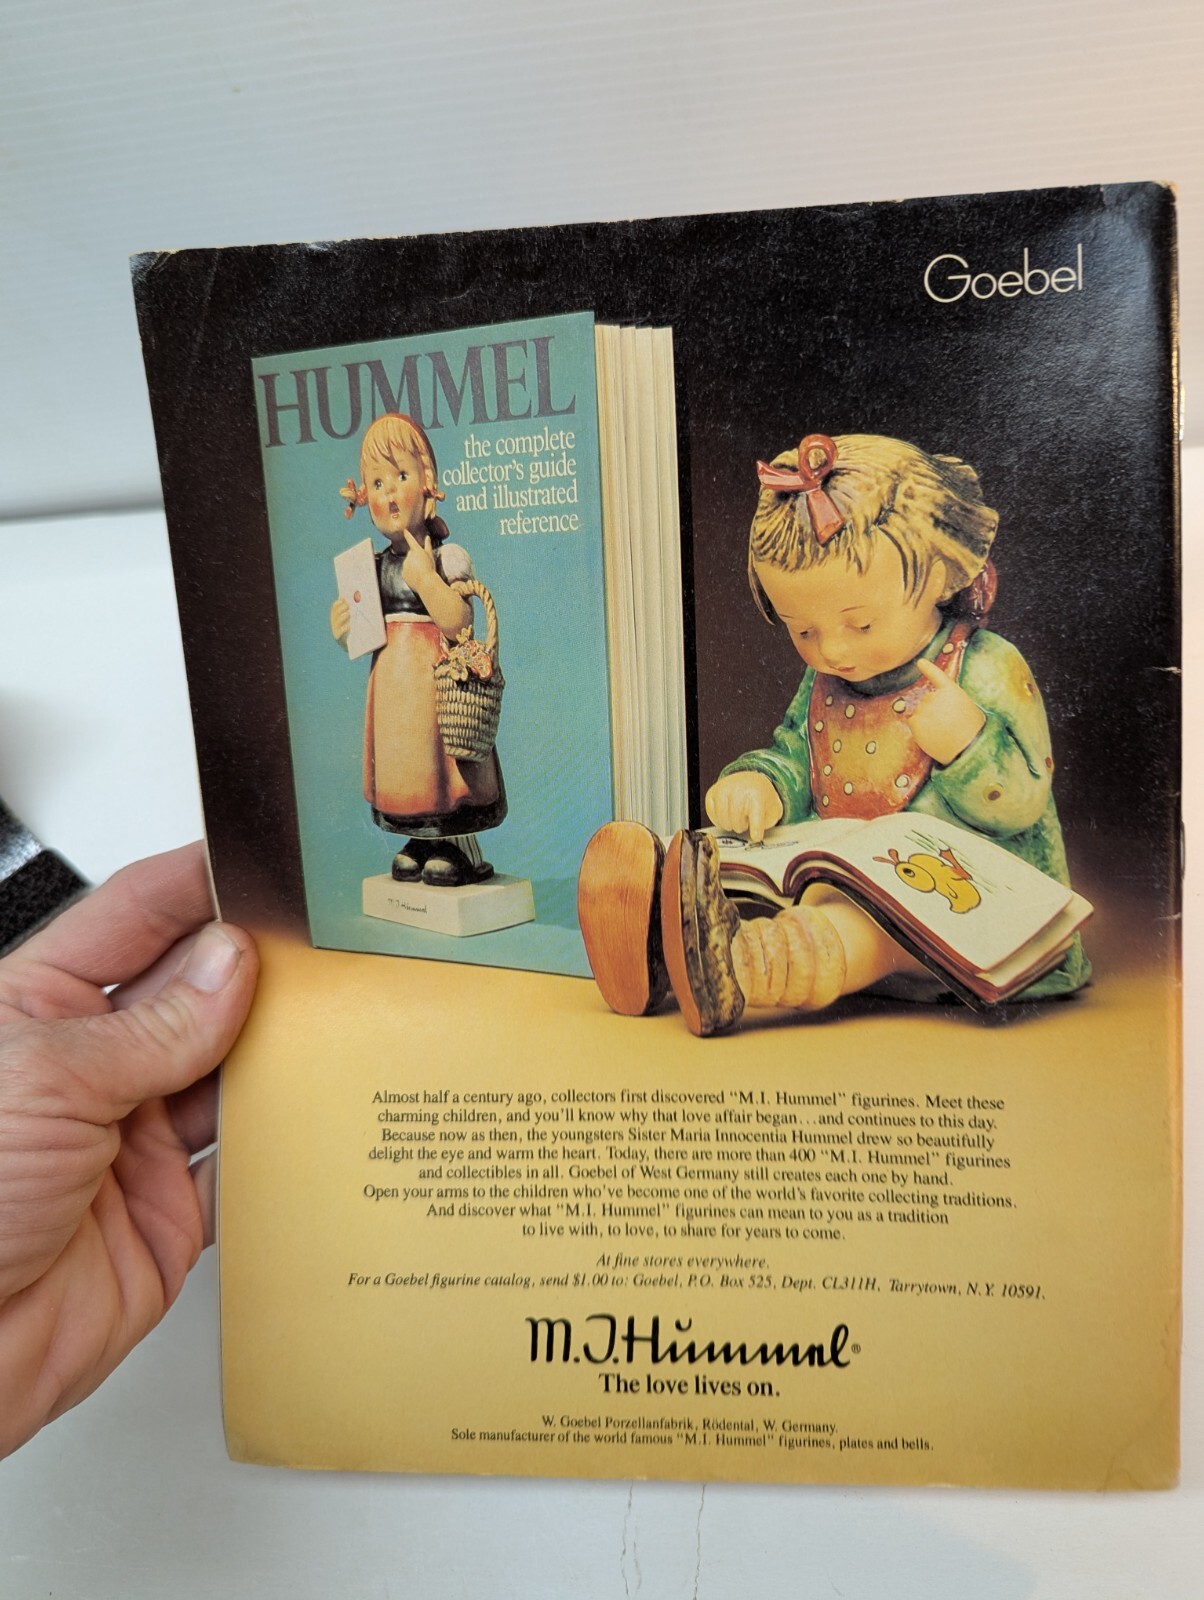 Goebel
HUMMEL
the complete
collector's guide
and illustrated
reference
M.J.Hummel
Almost half a century ago, collectors first discovered "M.I. Hummel" figurines. Meet these
charming children, and you'll know why that love affair began...and continues to this day.
Because now as then, the youngsters Sister Maria Innocentia Hummel drew so beautifully
delight the eye and warm the heart. Today, there are more than 400 "M.I. Hummel" figurines
and collectibles in all. Goebel of West Germany still creates each one by hand.
Open your arms to the children who've become one of the world's favorite collecting traditions.
And discover what "M.I. Hummel" figurines can mean to you as a tradition
to live with, to love, to share for years to come.
At fine stores everywhere.
For a Goebel figurine catalog, send $1.00 to: Goebel, P.O. Box 525, Dept. CL311H, Tarrytown, N.Y. 10591.
M.J.Hummel®
The love lives on.
W. Goebel Porzellanfabrik, Rödental, W. Germany.
Sole manufacturer of the world famous "M.I. Hummel" figurines, plates and bells.